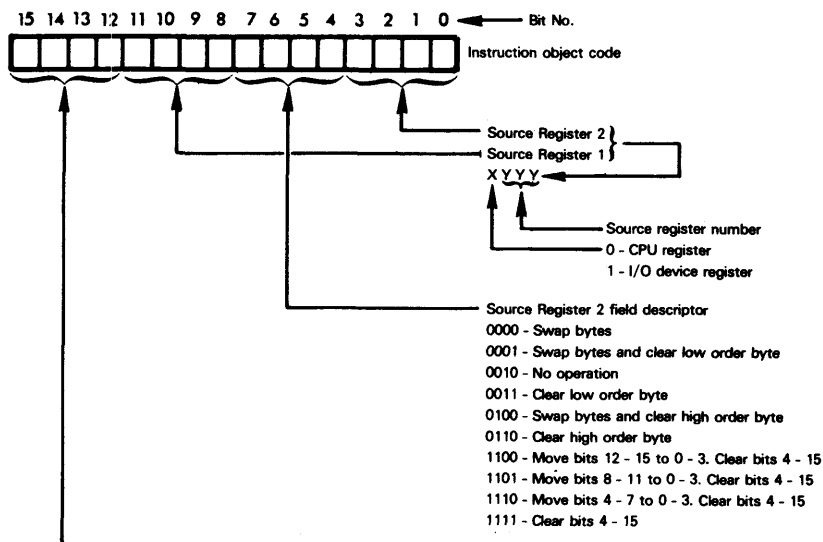 15 14 13 12 11 10 9 8 7 6 5 4 3 2 1 0 Bit No.
Instruction object code
Source Register 2
Source Register 1
X Y Y Y
Source register number
0 - CPU register
1 - I/O device register
Source Register 2 field descriptor
0000 - Swap bytes
0001 - Swap bytes and clear low order byte
0010 - No operation
0011 - Clear low order byte
0100 - Swap bytes and clear high order byte
0110 - Clear high order byte
1100 - Move bits 12 - 15 to 0 - 3. Clear bits 4 - 15
1101 - Move bits 8 - 11 to 0 - 3. Clear bits 4 - 15
1110 - Move bits 4 - 7 to 0 - 3. Clear bits 4 - 15
1111 - Clear bits 4 - 15